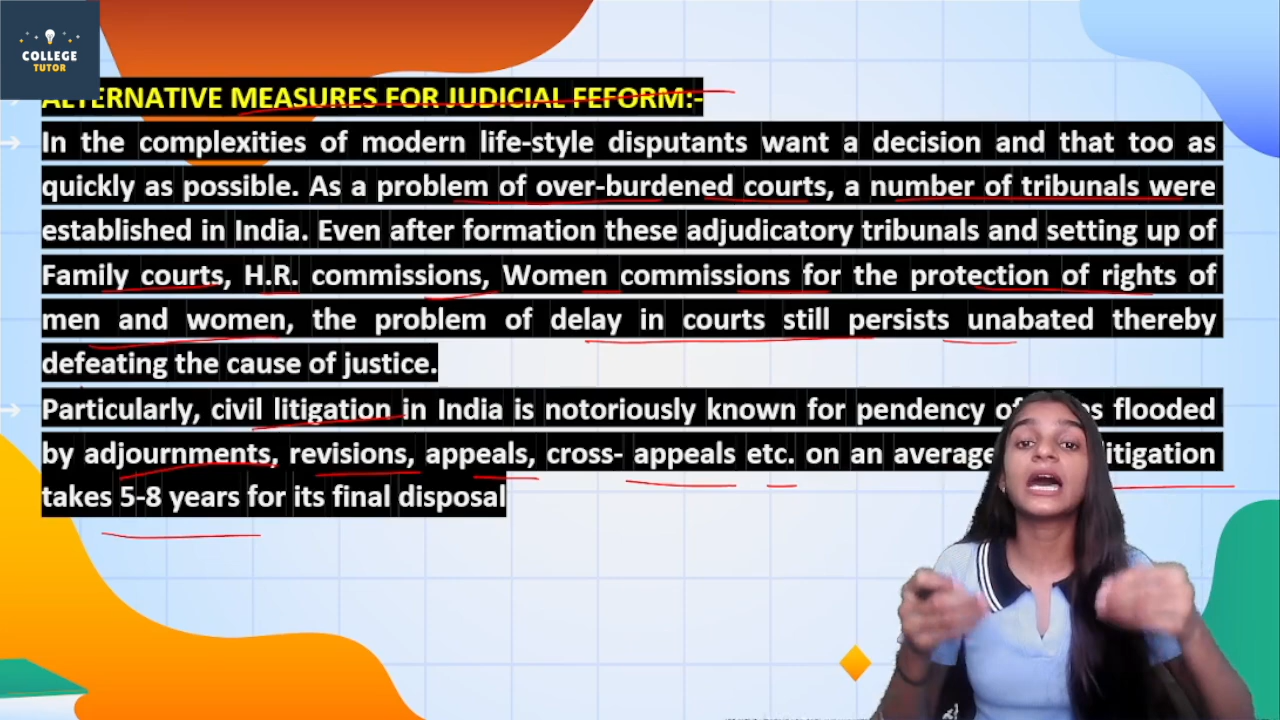 COLLEGE
TUTOR
ALTERNATIVE MEASURES FOR JUDICIAL FEFORM:-
In the complexities of modern life-style disputants want a decision and that too as
quickly as possible. As a problem of over-burdened courts, a number of tribunals were
established in India. Even after formation these adjudicatory tribunals and setting up of
Family courts, H.R. commissions, Women commissions for the protection of rights of
men and women, the problem of delay in courts still persists unabated thereby
defeating the cause of justice.
Particularly, civil litigation in India is notoriously known for pendency of flooded
by adjournments, revisions, appeals, cross- appeals etc. on an average litigation
takes 5-8 years for its final disposal